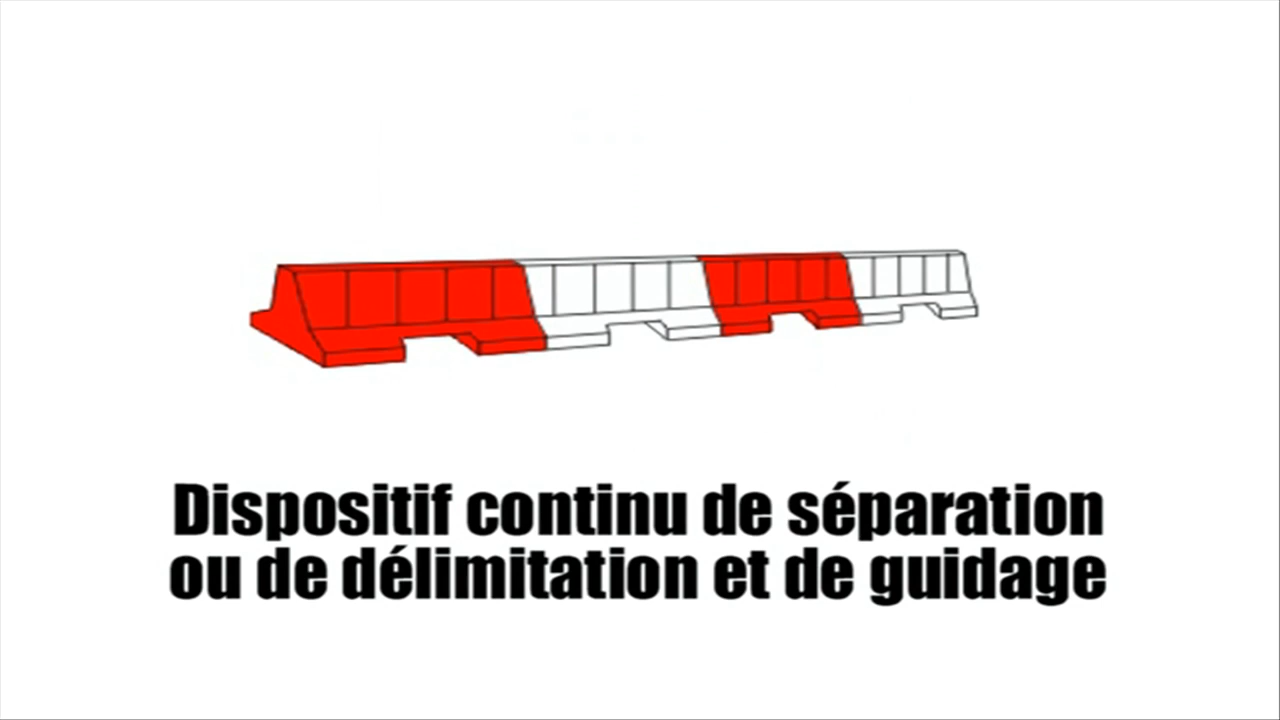 Dispositif continu de séparation
ou de délimitation et de guidage